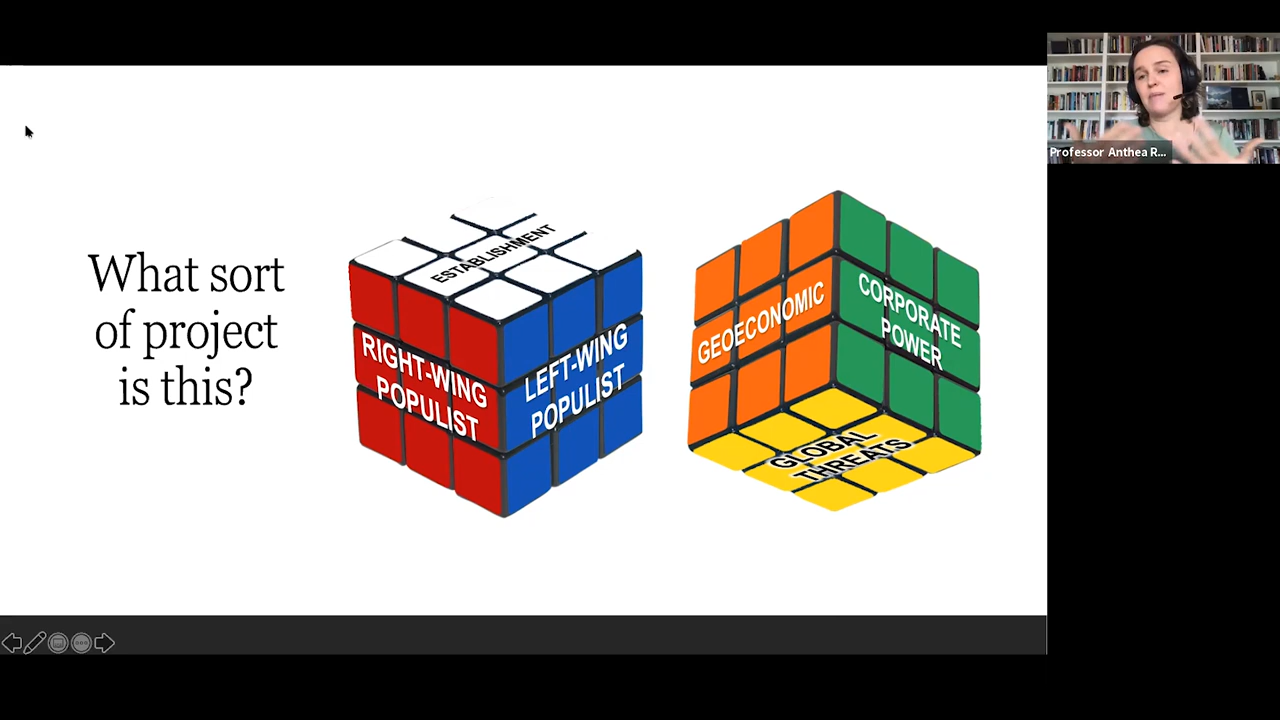 What sort
of project
is this?
ESTABLISHMENT
RIGHT-WING
POPULIST
LEFT-WING
POPULIST
GEOECONOMIC
CORPORATE
POWER
GLOBAL
THREATS
Professor Anthea R...